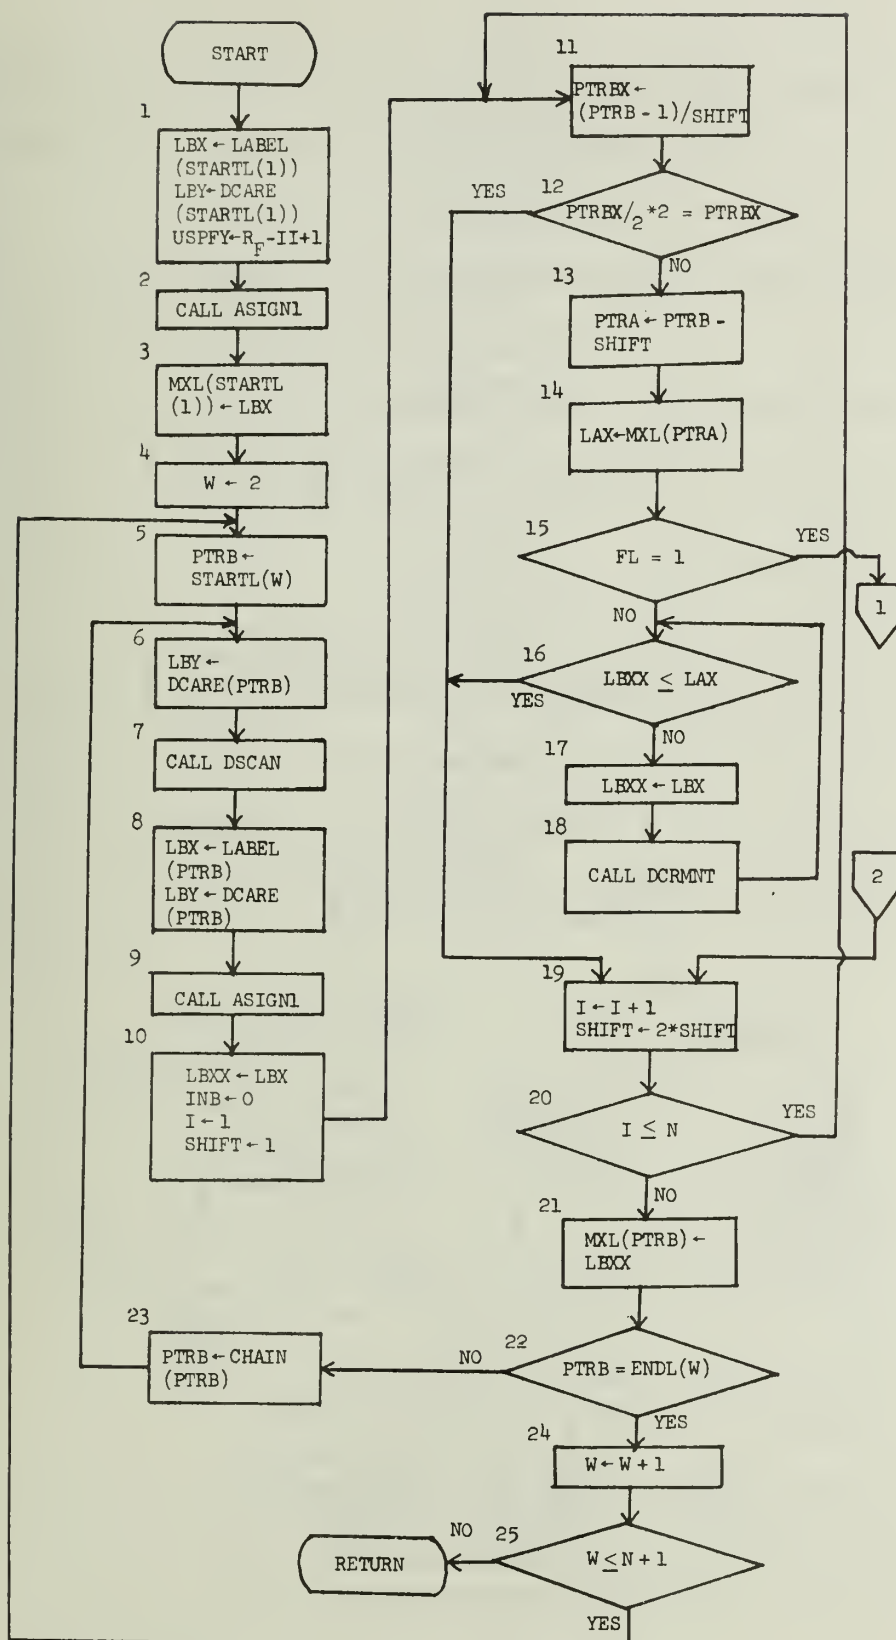 START
1
LBX ← LABEL
(STARTL(1))
LBY ← DCARE
(STARTL(1))
USPFY ← R_F - II + 1
2
CALL ASIGN1
3
MXL(STARTL
(1)) ← LBX
4
W ← 2
5
PTRB ←
STARTL(W)
6
LBY ←
DCARE(PTRB)
7
CALL DSCAN
8
LBX ← LABEL
(PTRB)
LBY ← DCARE
(PTRB)
9
CALL ASIGN1
10
LBXX ← LBX
INB ← 0
I ← 1
SHIFT ← 1
11
PTRBX ←
(PTRB - 1)/SHIFT
12
PTRBX/2 *2 = PTRBX
YES
NO
13
PTRA ← PTRB -
SHIFT
14
LAX ← MXL(PTRA)
15
FL = 1
YES
1
NO
16
LBXX ≤ LAX
YES
NO
17
LBXX ← LBX
18
CALL DCRMNT
2
19
I ← I + 1
SHIFT ← 2*SHIFT
20
I ≤ N
YES
NO
21
MXL(PTRB) ←
LBXX
22
PTRB = ENDL(W)
NO
YES
23
PTRB ← CHAIN
(PTRB)
24
W ← W + 1
25
W ≤ N + 1
NO
RETURN
YES